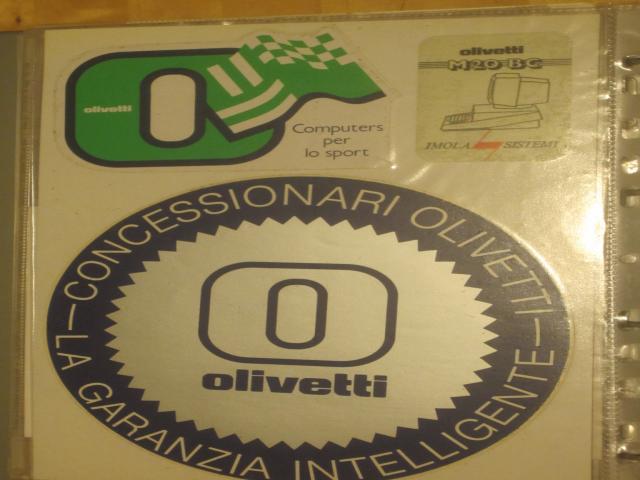 olivetti
Computers
per
lo sport
olivetti
M20 BC
IMOLA SISTEMI
CONCESSIONARI OLIVETTI
LA GARANZIA INTELLIGENTE
olivetti